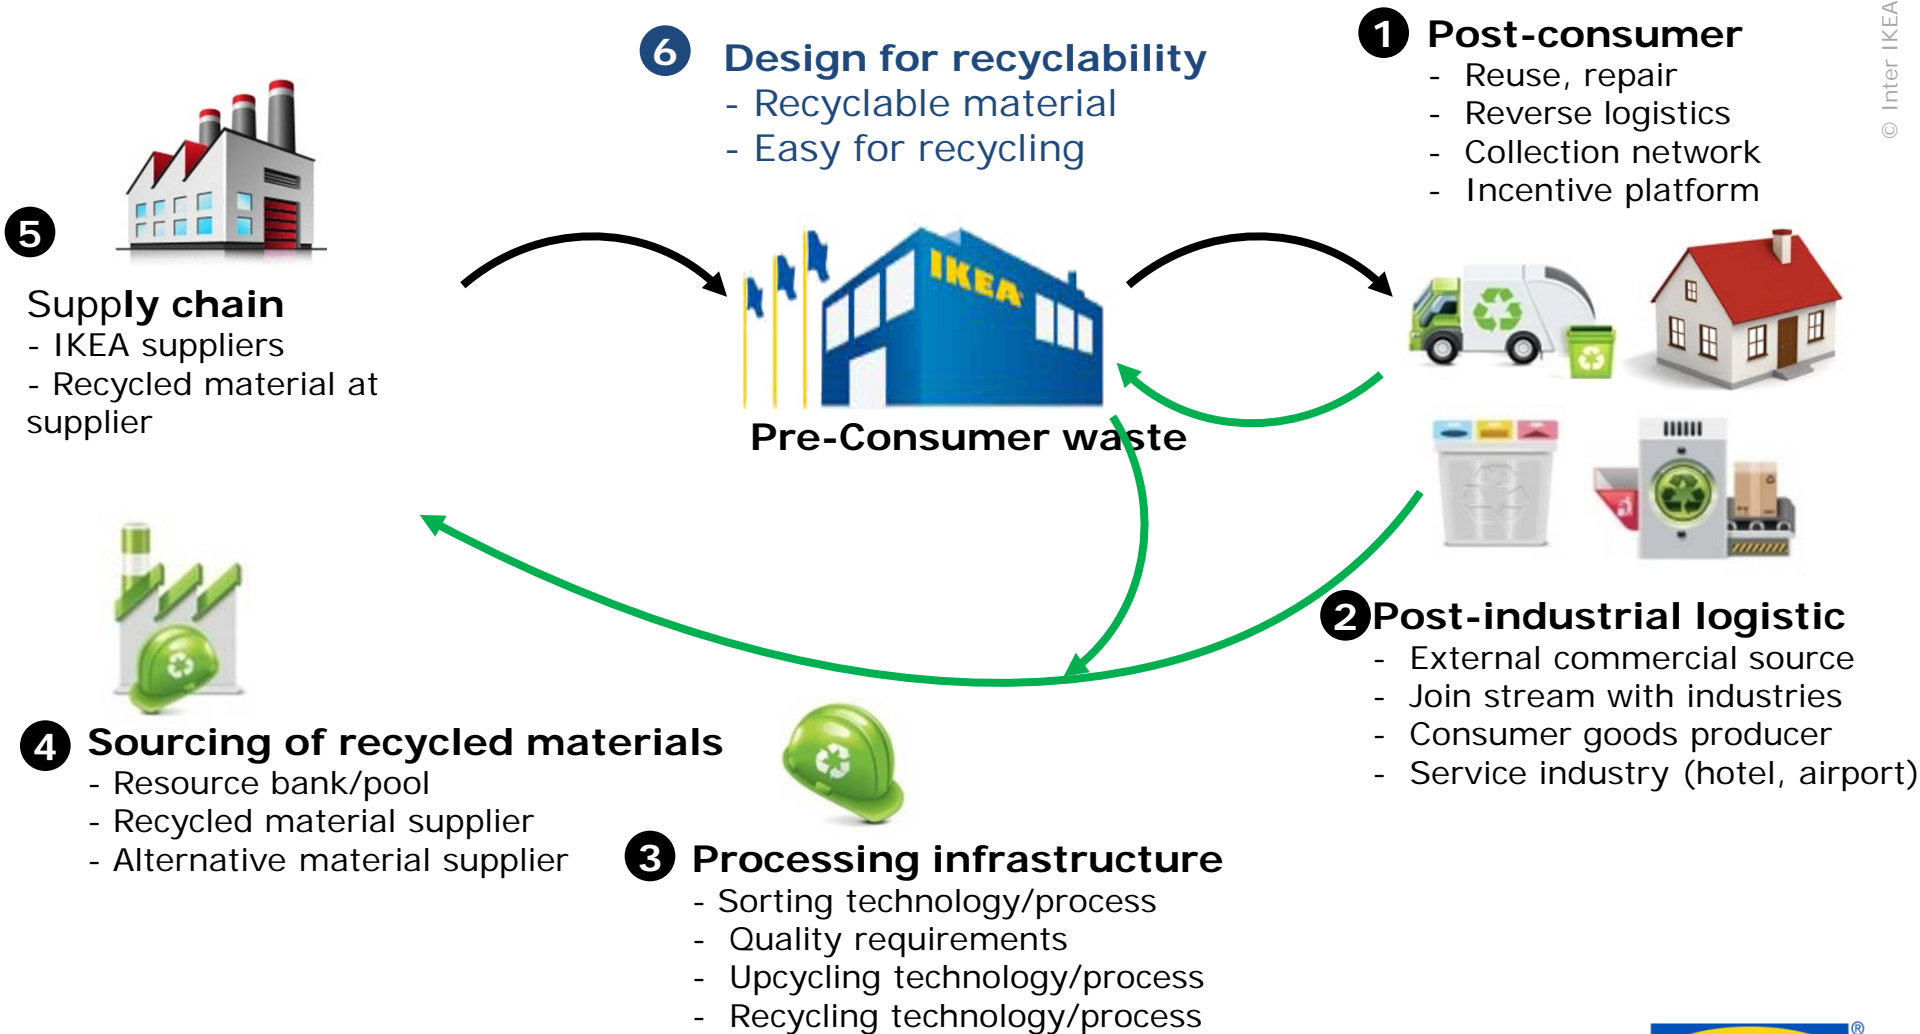 6 Design for recyclability
- Recyclable material
- Easy for recycling
1 Post-consumer
- Reuse, repair
- Reverse logistics
- Collection network
- Incentive platform
© Inter IKEA
5
Supply chain
- IKEA suppliers
- Recycled material at
supplier
IKEA
Pre-Consumer waste
2 Post-industrial logistic
- External commercial source
- Join stream with industries
- Consumer goods producer
- Service industry (hotel, airport)
4 Sourcing of recycled materials
- Resource bank/pool
- Recycled material supplier
- Alternative material supplier
3 Processing infrastructure
- Sorting technology/process
- Quality requirements
- Upcycling technology/process
- Recycling technology/process
®